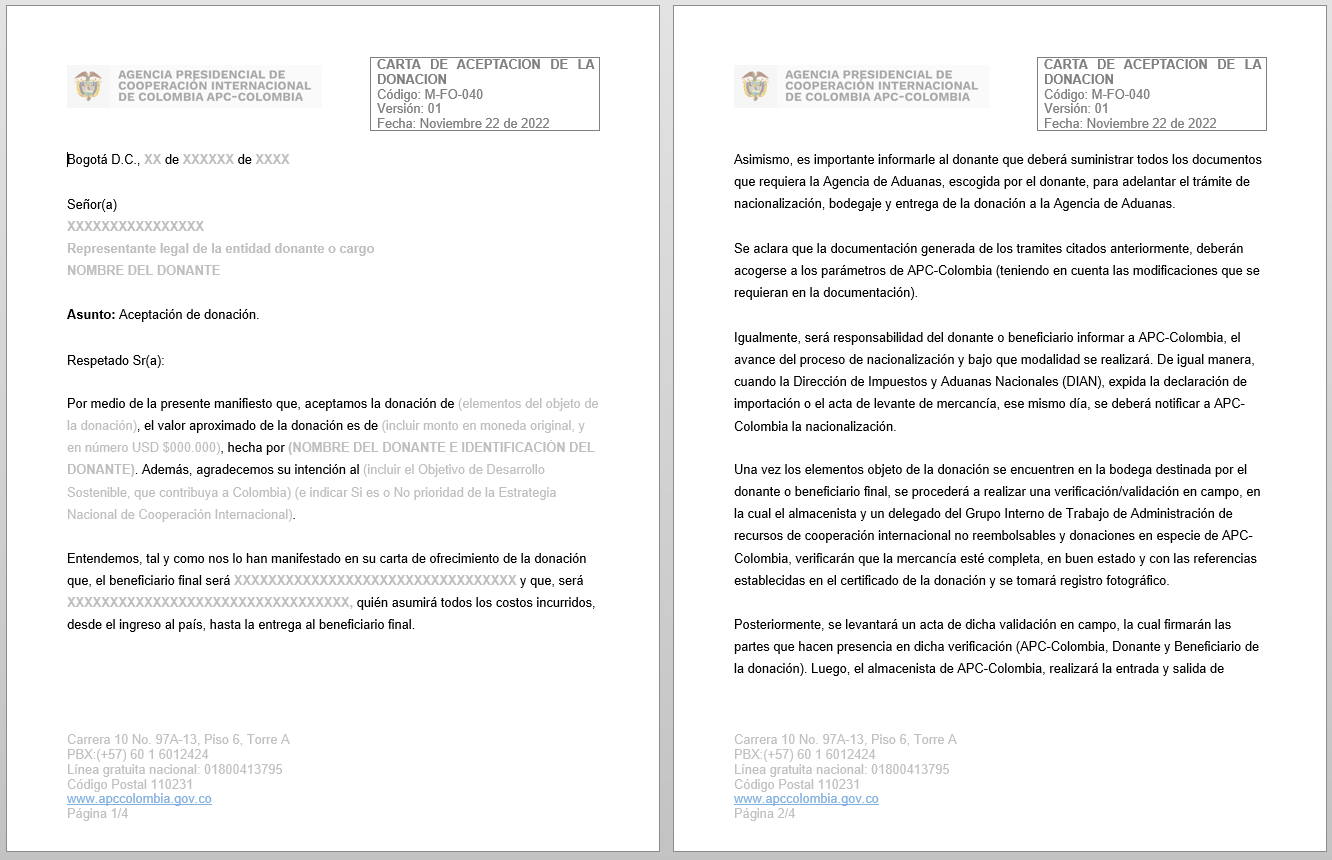 AGENCIA PRESIDENCIAL DE
COOPERACIÓN INTERNACIONAL
DE COLOMBIA APC-COLOMBIA
CARTA DE ACEPTACION DE LA
DONACION
Código: M-FO-040
Versión: 01
Fecha: Noviembre 22 de 2022
Bogotá D.C., XX de XXXXXX de XXXX
Señor(a)
XXXXXXXXXXXXXXXX
Representante legal de la entidad donante o cargo
NOMBRE DEL DONANTE
Asunto: Aceptación de donación.
Respetado Sr(a):
Por medio de la presente manifiesto que, aceptamos la donación de (elementos del objeto de
la donación), el valor aproximado de la donación es de (incluir monto en moneda original, y
en número USD $000.000), hecha por (NOMBRE DEL DONANTE E IDENTIFICACIÓN DEL
DONANTE). Además, agradecemos su intención al (incluir el Objetivo de Desarrollo
Sostenible, que contribuya a Colombia) (e indicar Si es o No prioridad de la Estrategia
Nacional de Cooperación Internacional).
Entendemos, tal y como nos lo han manifestado en su carta de ofrecimiento de la donación
que, el beneficiario final será XXXXXXXXXXXXXXXXXXXXXXXXXXXXXXXXX y que, será
XXXXXXXXXXXXXXXXXXXXXXXXXXXXXXXXX, quién asumirá todos los costos incurridos,
desde el ingreso al país, hasta la entrega al beneficiario final.
Carrera 10 No. 97A-13, Piso 6, Torre A
PBX:(+57) 60 1 6012424
Línea gratuita nacional: 01800413795
Código Postal 110231
www.apccolombia.gov.co
Página 1/4
AGENCIA PRESIDENCIAL DE
COOPERACIÓN INTERNACIONAL
DE COLOMBIA APC-COLOMBIA
CARTA DE ACEPTACION DE LA
DONACION
Código: M-FO-040
Versión: 01
Fecha: Noviembre 22 de 2022
Asimismo, es importante informarle al donante que deberá suministrar todos los documentos
que requiera la Agencia de Aduanas, escogida por el donante, para adelantar el trámite de
nacionalización, bodegaje y entrega de la donación a la Agencia de Aduanas.
Se aclara que la documentación generada de los tramites citados anteriormente, deberán
acogerse a los parámetros de APC-Colombia (teniendo en cuenta las modificaciones que se
requieran en la documentación).
Igualmente, será responsabilidad del donante o beneficiario informar a APC-Colombia, el
avance del proceso de nacionalización y bajo que modalidad se realizará. De igual manera,
cuando la Dirección de Impuestos y Aduanas Nacionales (DIAN), expida la declaración de
importación o el acta de levante de mercancía, ese mismo día, se deberá notificar a APC-
Colombia la nacionalización.
Una vez los elementos objeto de la donación se encuentren en la bodega destinada por el
donante o beneficiario final, se procederá a realizar una verificación/validación en campo, en
la cual el almacenista y un delegado del Grupo Interno de Trabajo de Administración de
recursos de cooperación internacional no reembolsables y donaciones en especie de APC-
Colombia, verificarán que la mercancía esté completa, en buen estado y con las referencias
establecidas en el certificado de la donación y se tomará registro fotográfico.
Posteriormente, se levantará un acta de dicha validación en campo, la cual firmarán las
partes que hacen presencia en dicha verificación (APC-Colombia, Donante y Beneficiario de
la donación). Luego, el almacenista de APC-Colombia, realizará la entrada y salida de
Carrera 10 No. 97A-13, Piso 6, Torre A
PBX:(+57) 60 1 6012424
Línea gratuita nacional: 01800413795
Código Postal 110231
www.apccolombia.gov.co
Página 2/4